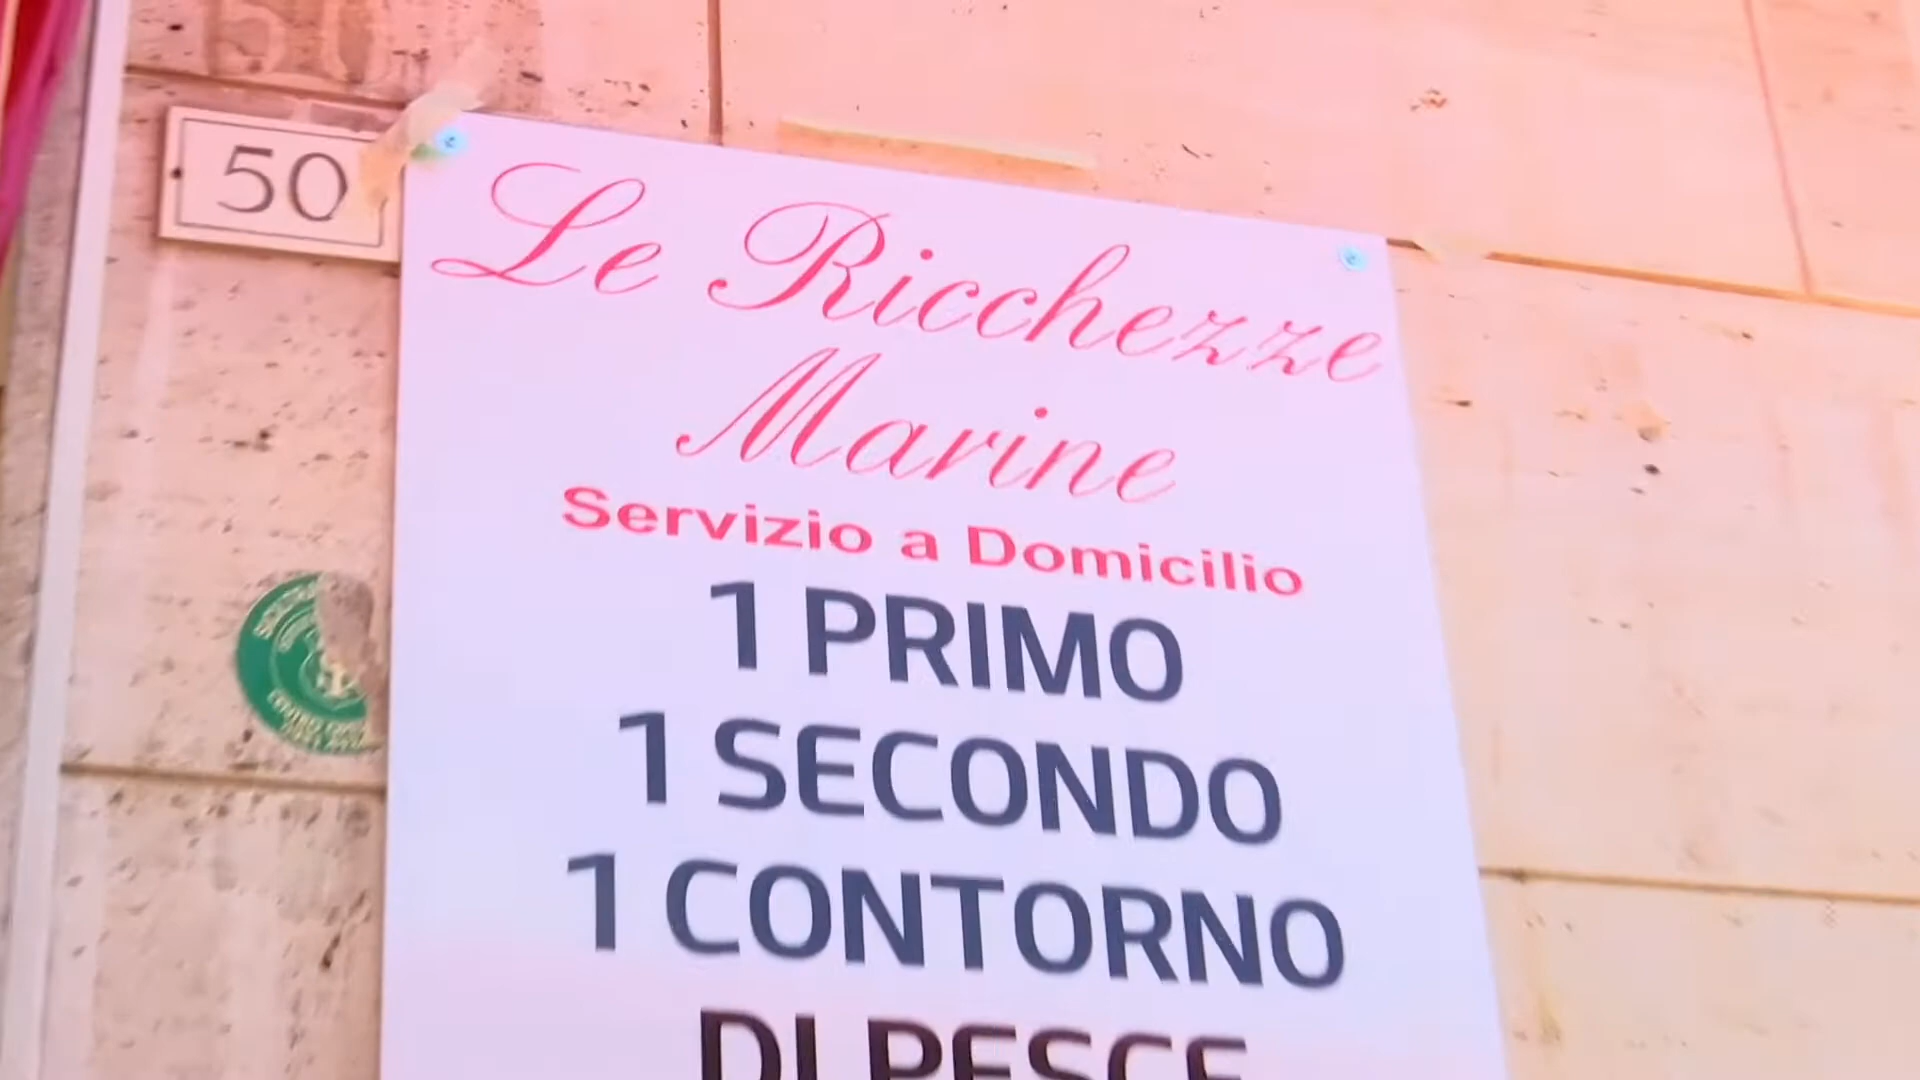 50
Le Ricchezze
Marine
Servizio a Domicilio
1 PRIMO
1 SECONDO
1 CONTORNO
DI PESCE